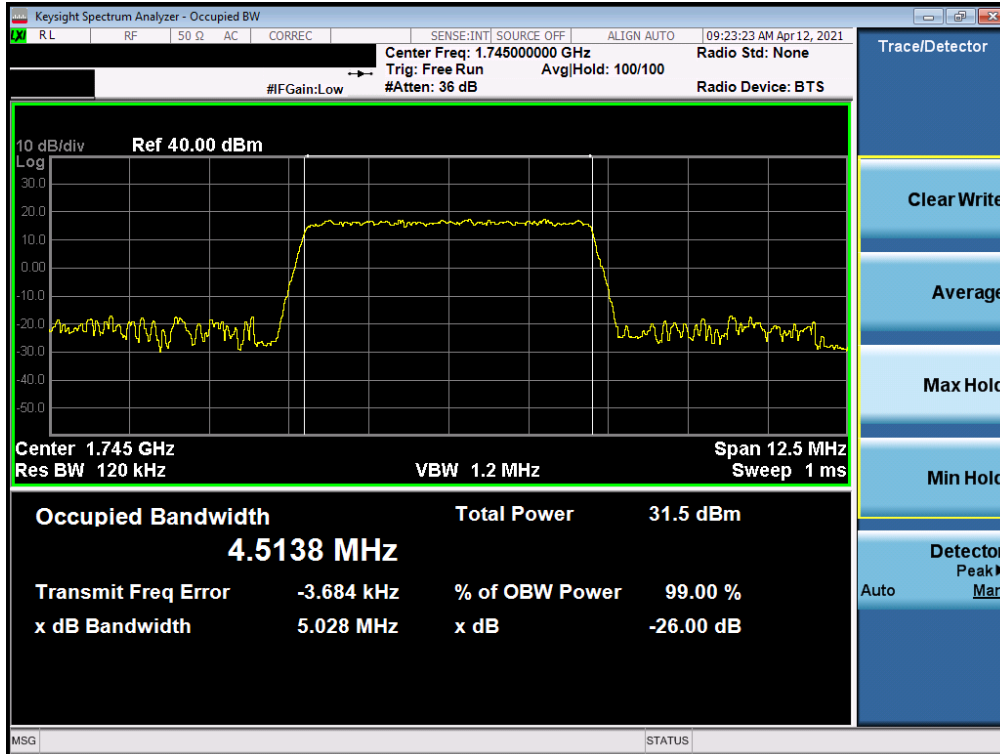 Keysight Spectrum Analyzer - Occupied BW
LXI RL RF 50 Ω AC CORREC SENSE:INT SOURCE OFF ALIGN AUTO 09:23:23 AM Apr 12, 2021
Center Freq: 1.745000000 GHz Radio Std: None
Trig: Free Run Avg|Hold: 100/100
#IFGain:Low #Atten: 36 dB Radio Device: BTS
10 dB/div Ref 40.00 dBm
Log
30.0
20.0
10.0
0.00
-10.0
-20.0
-30.0
-40.0
-50.0
Center 1.745 GHz Span 12.5 MHz
Res BW 120 kHz VBW 1.2 MHz Sweep 1 ms
Occupied Bandwidth Total Power 31.5 dBm
4.5138 MHz
Transmit Freq Error -3.684 kHz % of OBW Power 99.00 %
x dB Bandwidth 5.028 MHz x dB -26.00 dB
MSG STATUS
Trace/Detector
Clear Write
Average
Max Hold
Min Hold
Detector
Peak
Auto Man